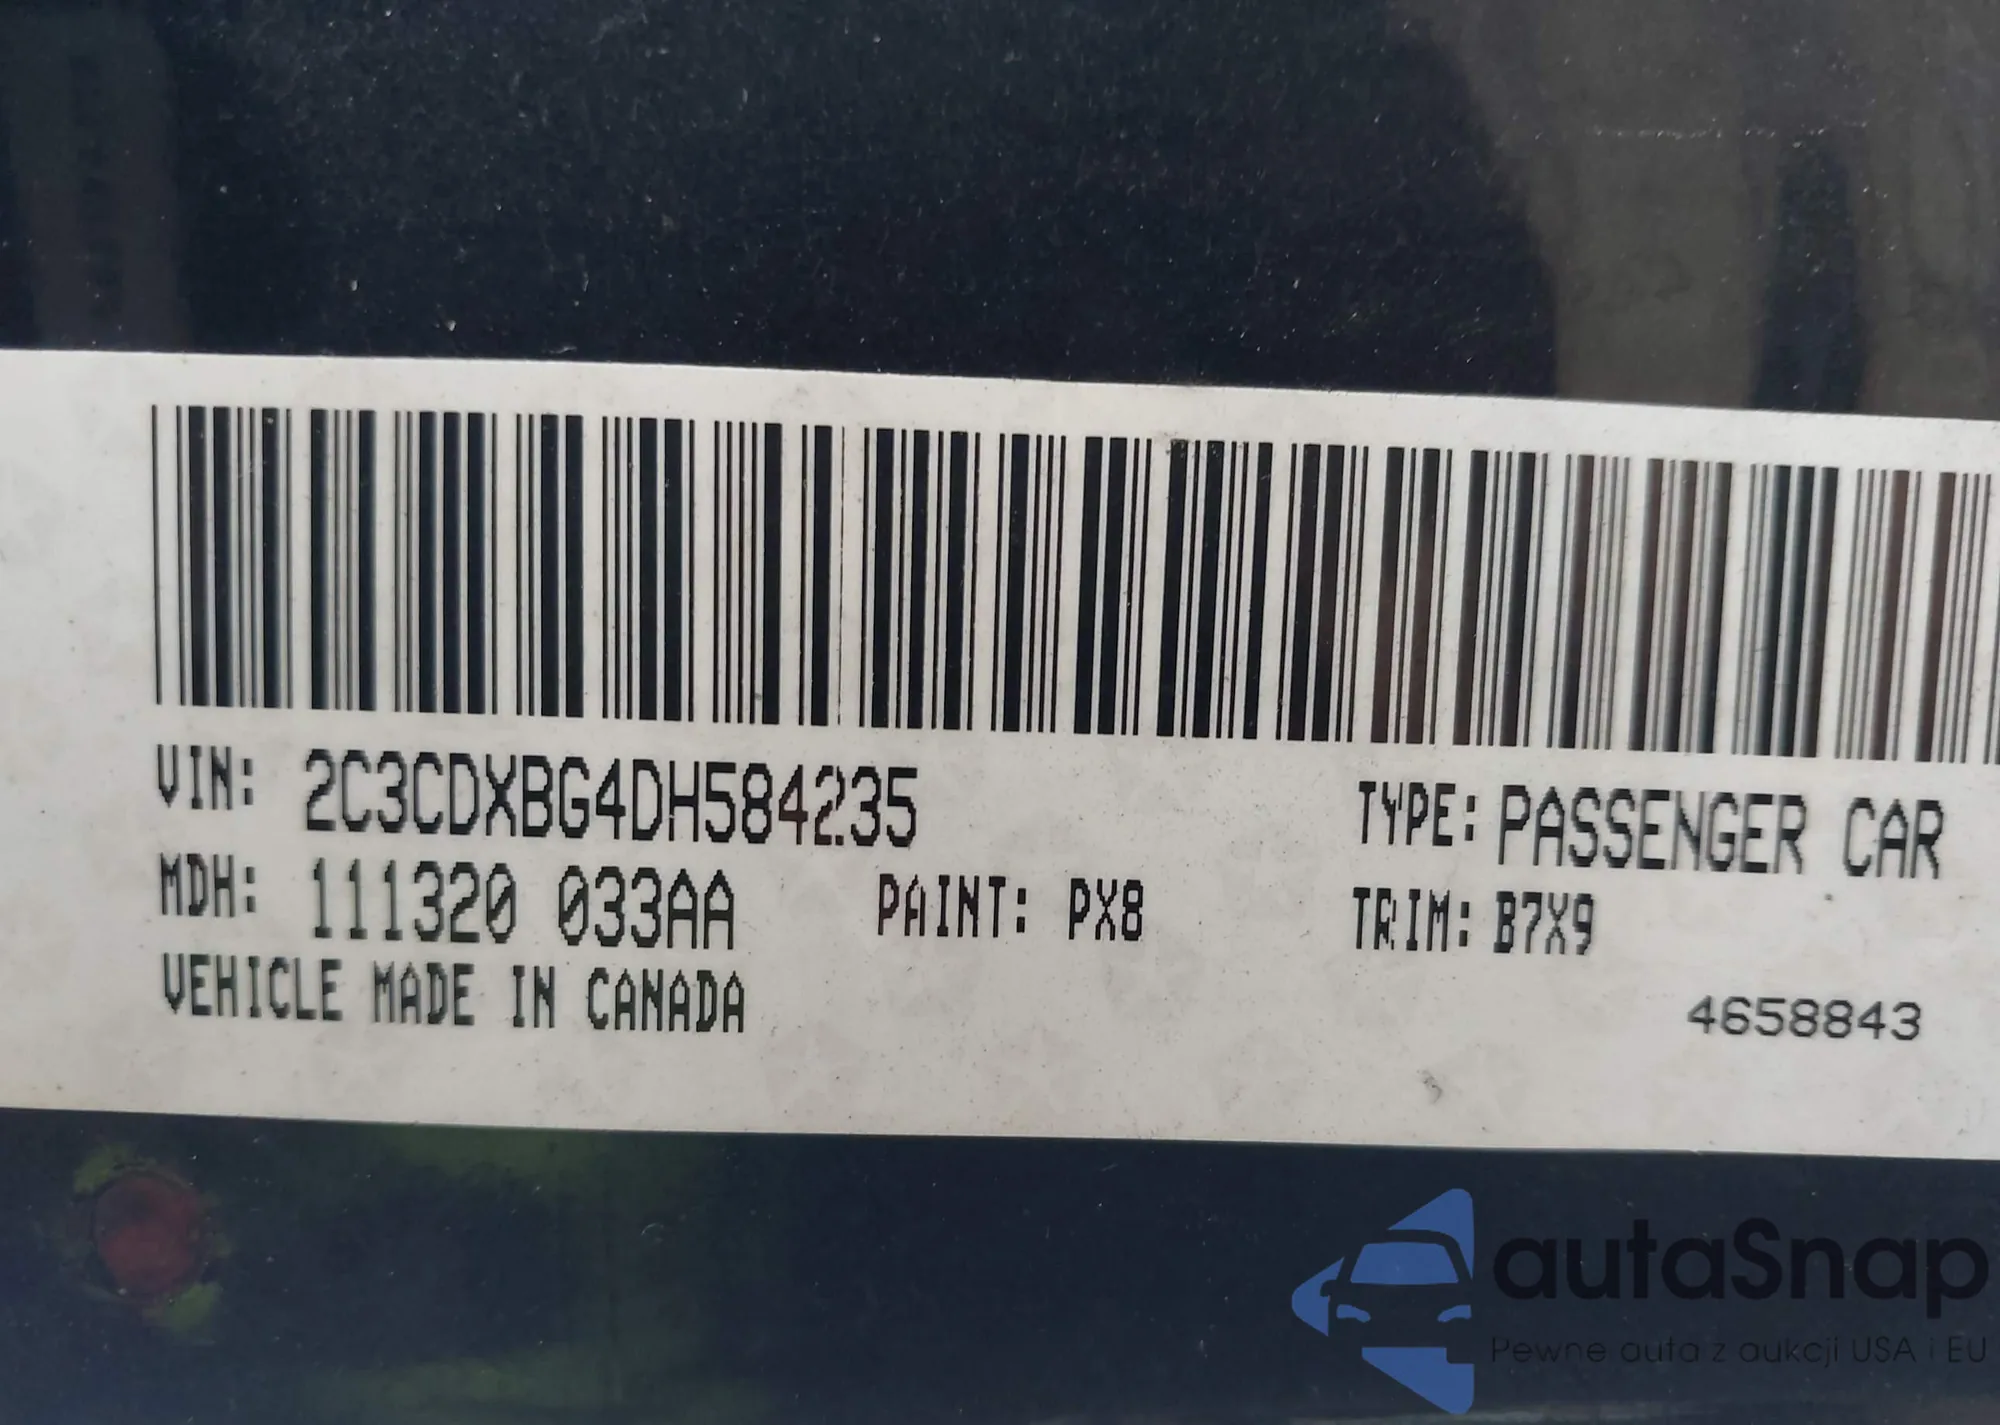 VIN: 2C3CDXBG4DH584235 TYPE: PASSENGER CAR
MDH: 111320 033AA PAINT: PX8 TRIM: B7X9
VEHICLE MADE IN CANADA
4658843
autaSnap
Pewne auta z aukcji USA i EU